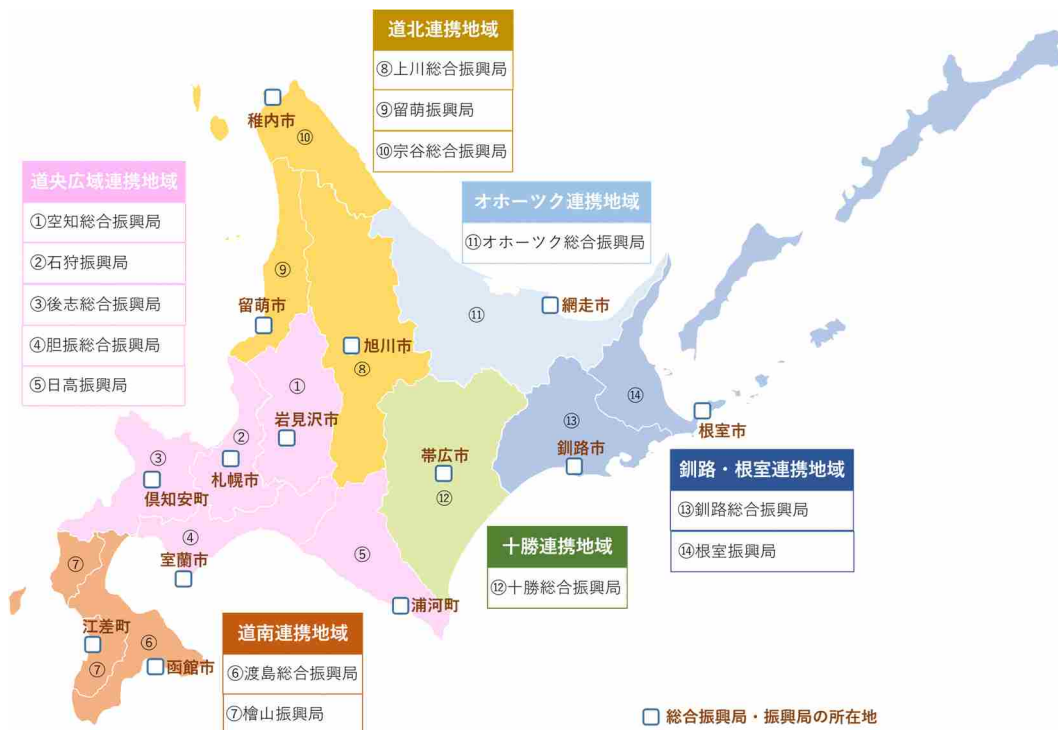 道北連携地域
⑧上川総合振興局
⑨留萌振興局
⑩宗谷総合振興局
稚内市
⑩
道央広域連携地域
①空知総合振興局
②石狩振興局
③後志総合振興局
④胆振総合振興局
⑤日高振興局
オホーツク連携地域
⑪オホーツク総合振興局
⑨
留萌市
網走市
⑪
旭川市
⑧
①
⑭
岩見沢市
根室市
⑬
②
釧路市
帯広市
③
札幌市
倶知安町
⑫
釧路・根室連携地域
⑬釧路総合振興局
⑭根室振興局
④
室蘭市
⑤
⑦
十勝連携地域
⑫十勝総合振興局
浦河町
江差町
⑥
函館市
⑦
道南連携地域
⑥渡島総合振興局
⑦檜山振興局
総合振興局・振興局の所在地